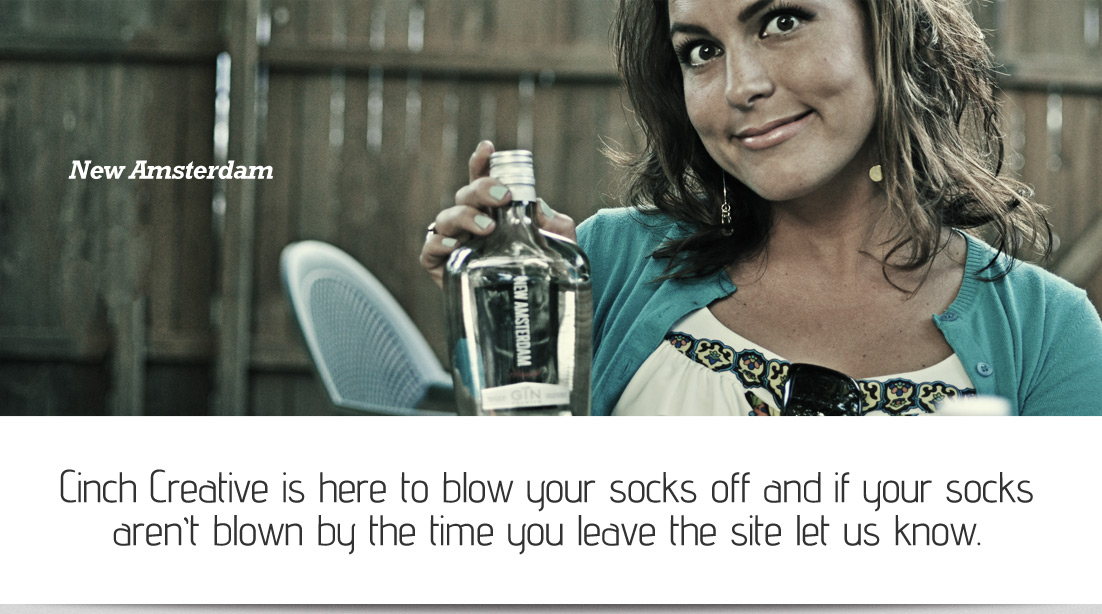 New Amsterdam
NEW AMSTERDAM
GIN
Cinch Creative is here to blow your socks off and if your socks
aren't blown by the time you leave the site let us know.